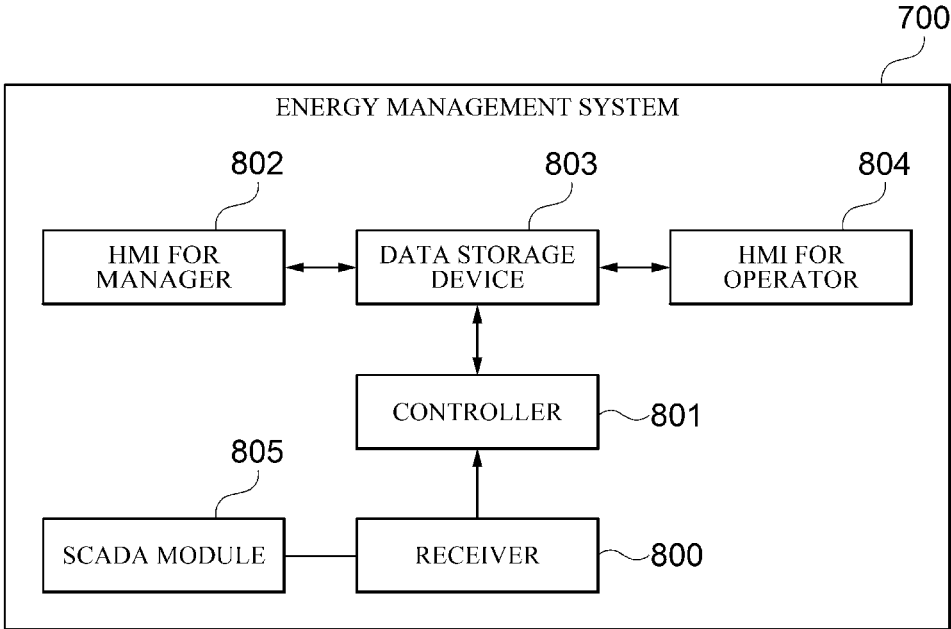 700
ENERGY MANAGEMENT SYSTEM
802
803
804
HMI FOR
MANAGER
DATA STORAGE
DEVICE
HMI FOR
OPERATOR
CONTROLLER
801
805
SCADA MODULE
RECEIVER
800